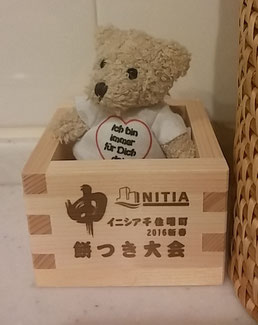 Ich bin
immer
für Dich
申
INITIA
イニシア千住曙町
2016新春
餅つき大会